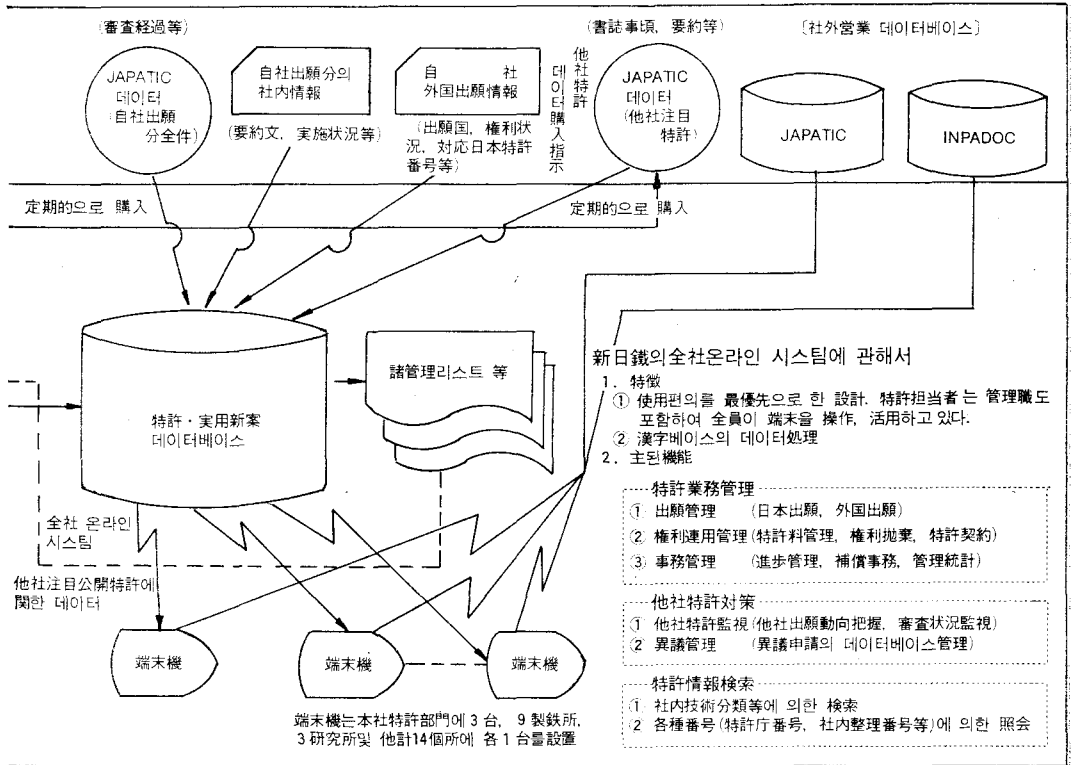 (審査経過等)
JAPATIC
데이터
(自社出願
分全件)
自社出願分의
社内情報
(要約文, 実施状況等)
自 社
外国出願情報
(出願国, 権利状
況, 対応日本特許
番号等)
他社特許
데이터購入指示
(書誌事項, 要約等)
JAPATIC
데이터
(他社注目
特許)
〔社外営業 데이터베이스〕
JAPATIC
INPADOC
定期的으로 購入
定期的으로 購入
特許・実用新案
데이터베이스
諸管理리스트 等
全社 온라인
시스팀
他社注目公開特許에
関한 데이터
端末機
端末機
端末機
端末機는 本社特許部門에 3台, 9製鉄所,
3研究所및 他計14個所에 各1台를設置
新日鐵의全社온라인 시스팀에 관해서
1. 特徴
① 使用편의를 最優先으로 한 設計. 特許担当者는 管理職도
포함하여 全員이 端末을 操作, 活用하고 있다.
② 漢字베이스의 데이터処理
2. 主된機能
特許業務管理
① 出願管理 (日本出願, 外国出願)
② 権利運用管理(特許料管理, 権利拋棄, 特許契約)
③ 事務管理 (進歩管理, 補償事務, 管理統計)
他社特許対策
① 他社特許監視(他社出願動向把握, 審査状況監視)
② 異議管理 (異議申請의 데이터베이스管理)
特許情報検索
① 社内技術分類等에 의한 検索
② 各種番号(特許庁番号, 社内整理番号等)에 의한 照会